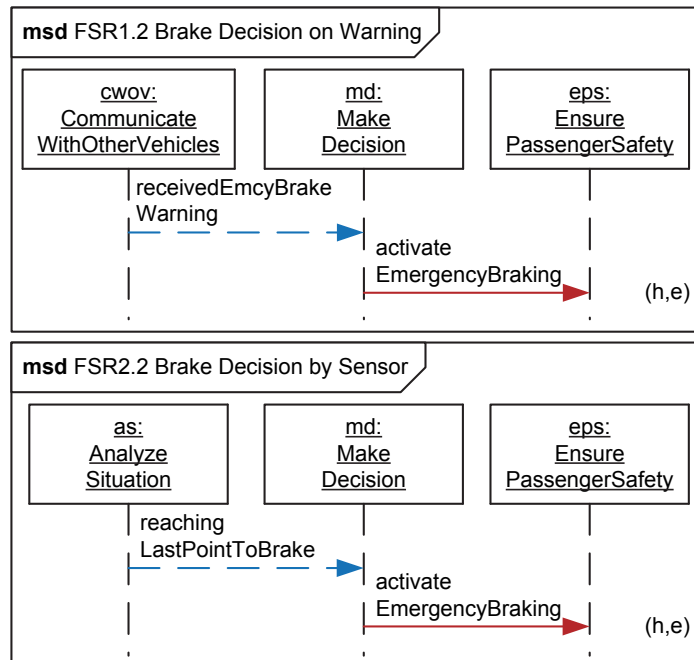 msd FSR1.2 Brake Decision on Warning
cwov:
Communicate
WithOtherVehicles
md:
Make
Decision
eps:
Ensure
PassengerSafety
receivedEmcyBrake
Warning
activate
EmergencyBraking
(h,e)
msd FSR2.2 Brake Decision by Sensor
as:
Analyze
Situation
md:
Make
Decision
eps:
Ensure
PassengerSafety
reaching
LastPointToBrake
activate
EmergencyBraking
(h,e)